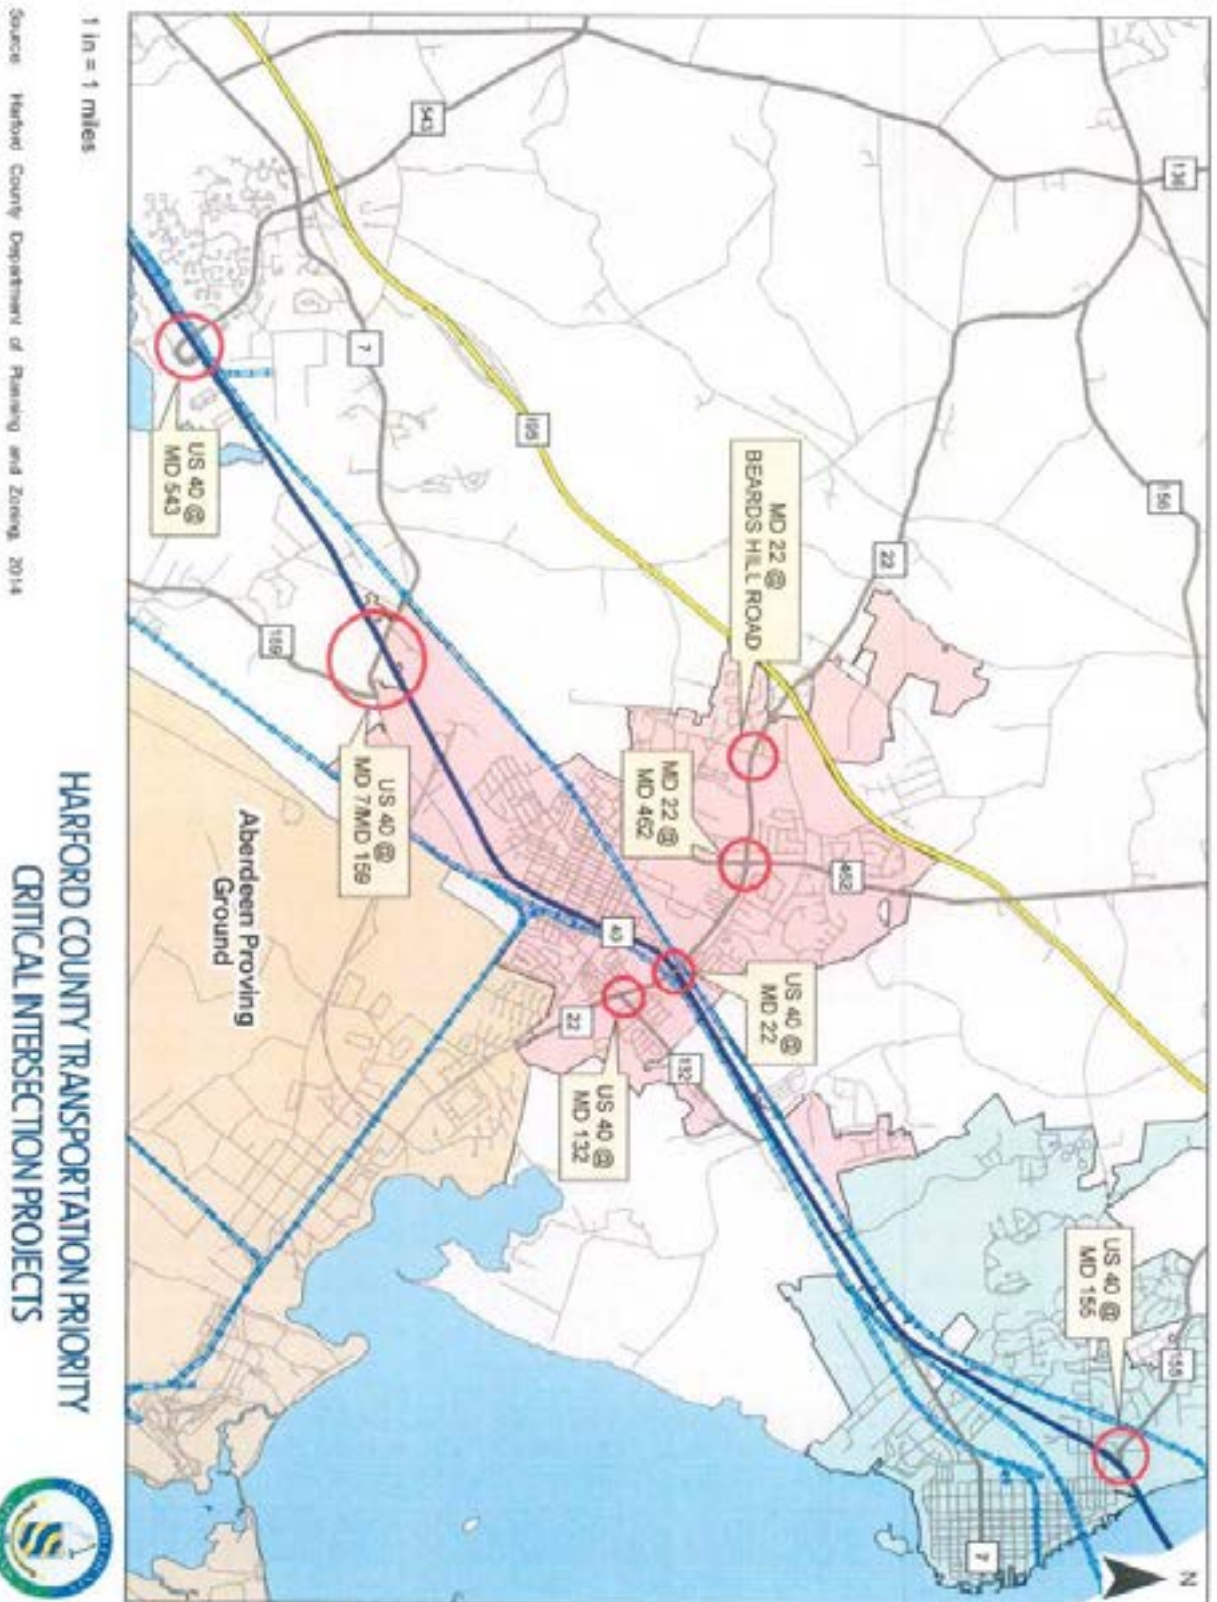 136
543
156
155
N
7
I95
22
7
MD 22 @
BEARDS HILL ROAD
US 40 @
MD 155
462
MD 22 @
MD 462
US 40 @
MD 22
US 40 @
MD 543
159
40
132
22
US 40 @
MD 7/MD 159
US 40 @
MD 132
Aberdeen Proving
Ground
1 in = 1 miles
HARFORD COUNTY TRANSPORTATION PRIORITY
CRITICAL INTERSECTION PROJECTS
Source: Harford County Department of Planning and Zoning, 2014